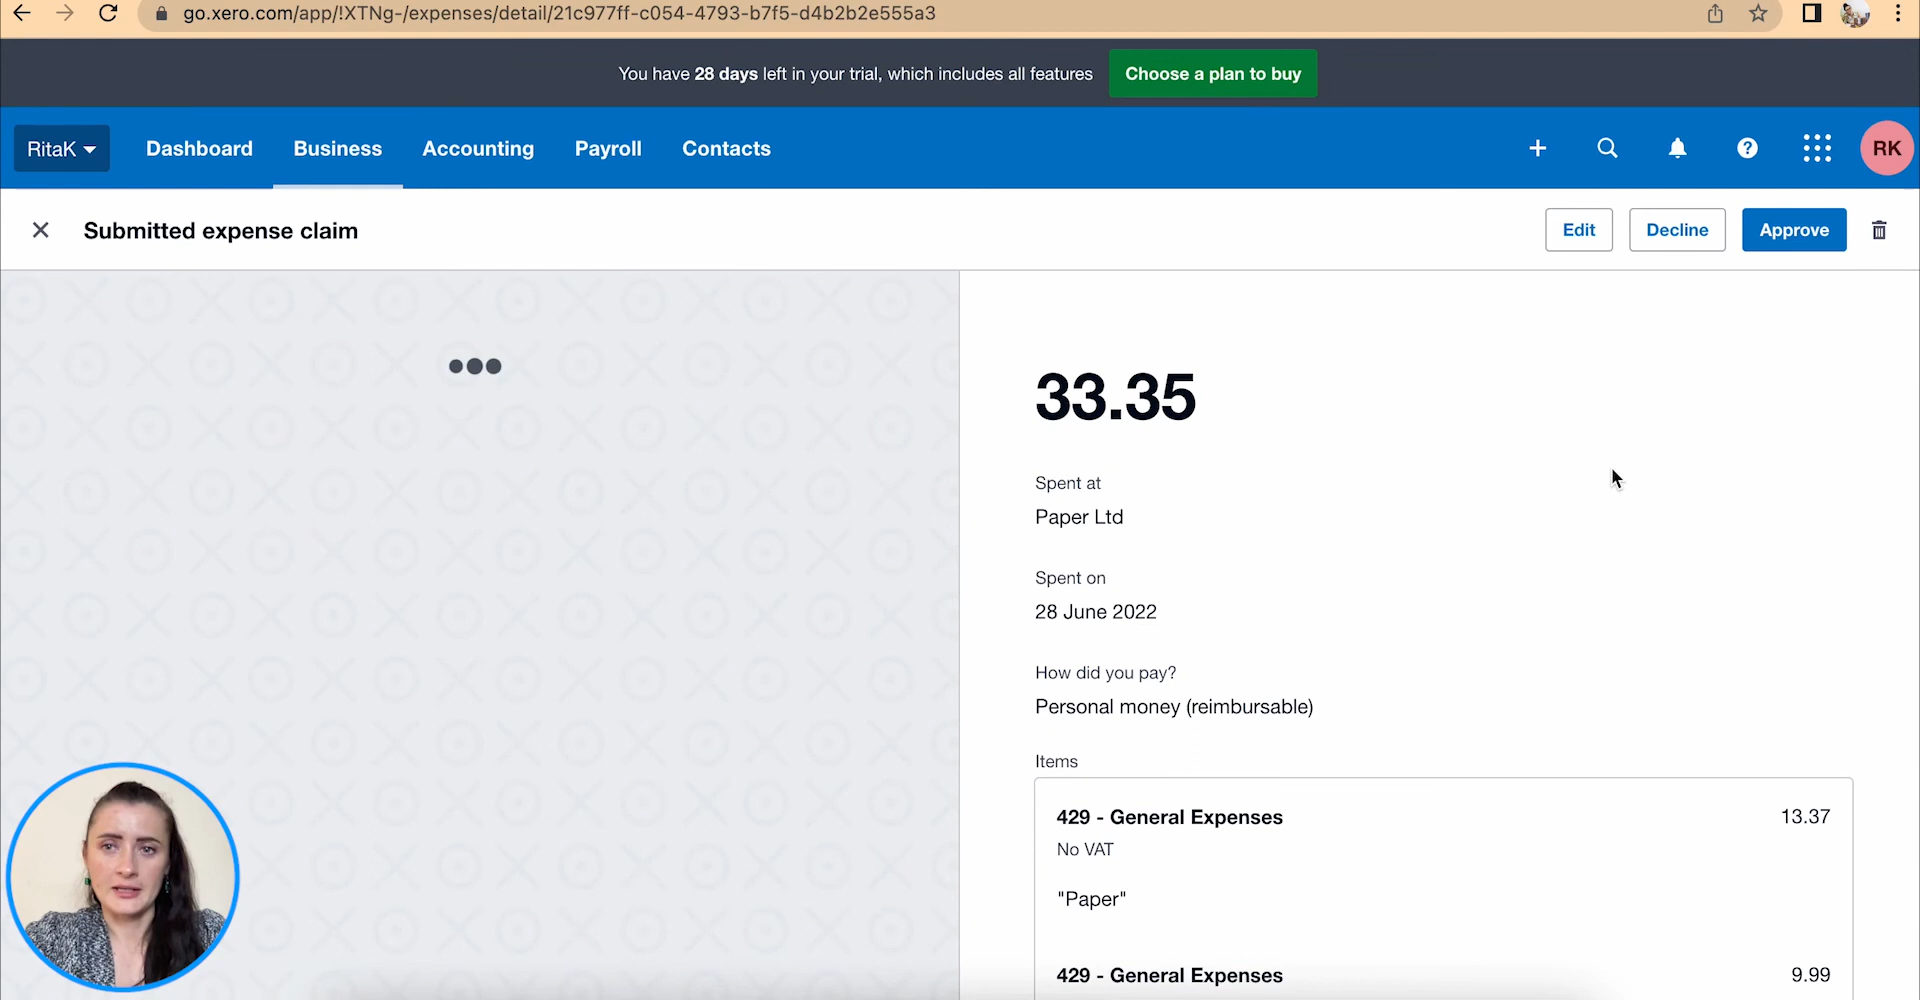 go.xero.com/app/!XTNg-/expenses/detail/21c977ff-c054-4793-b7f5-d4b2b2e555a3
You have 28 days left in your trial, which includes all features Choose a plan to buy
RitaK Dashboard Business Accounting Payroll Contacts ? RK
Submitted expense claim Edit Decline Approve
33.35
Spent at
Paper Ltd
Spent on
28 June 2022
How did you pay?
Personal money (reimbursable)
Items
429 - General Expenses 13.37
No VAT
"Paper"
429 - General Expenses 9.99